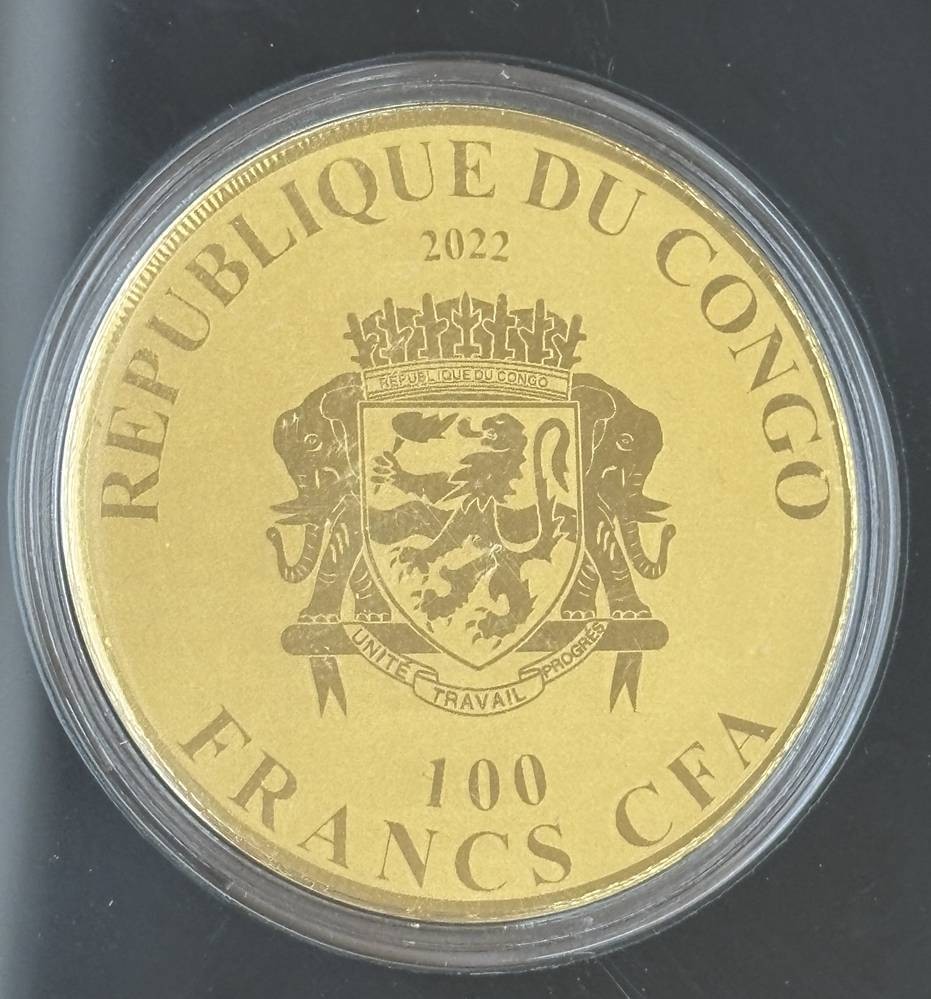 RÉPUBLIQUE DU CONGO
2022
RÉPUBLIQUE DU CONGO
UNITÉ TRAVAIL PROGRÈS
100
FRANCS CFA